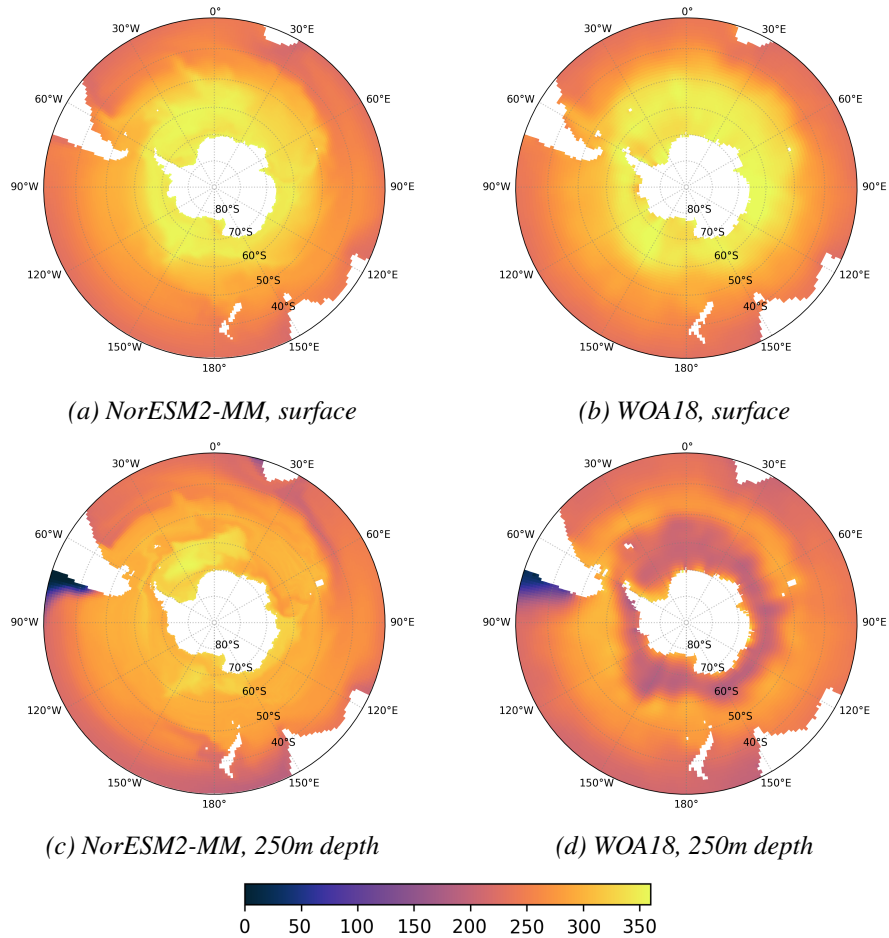 0°
30°W 30°E
60°W 60°E
90°W 90°E
80°S
70°S
60°S
50°S
40°S
120°W 120°E
150°W 150°E
180°
(a) NorESM2-MM, surface
0°
30°W 30°E
60°W 60°E
90°W 90°E
80°S
70°S
60°S
50°S
40°S
120°W 120°E
150°W 150°E
180°
(b) WOA18, surface
0°
30°W 30°E
60°W 60°E
90°W 90°E
80°S
70°S
60°S
50°S
40°S
120°W 120°E
150°W 150°E
180°
(c) NorESM2-MM, 250m depth
0°
30°W 30°E
60°W 60°E
90°W 90°E
80°S
70°S
60°S
50°S
40°S
120°W 120°E
150°W 150°E
180°
(d) WOA18, 250m depth
0 50 100 150 200 250 300 350